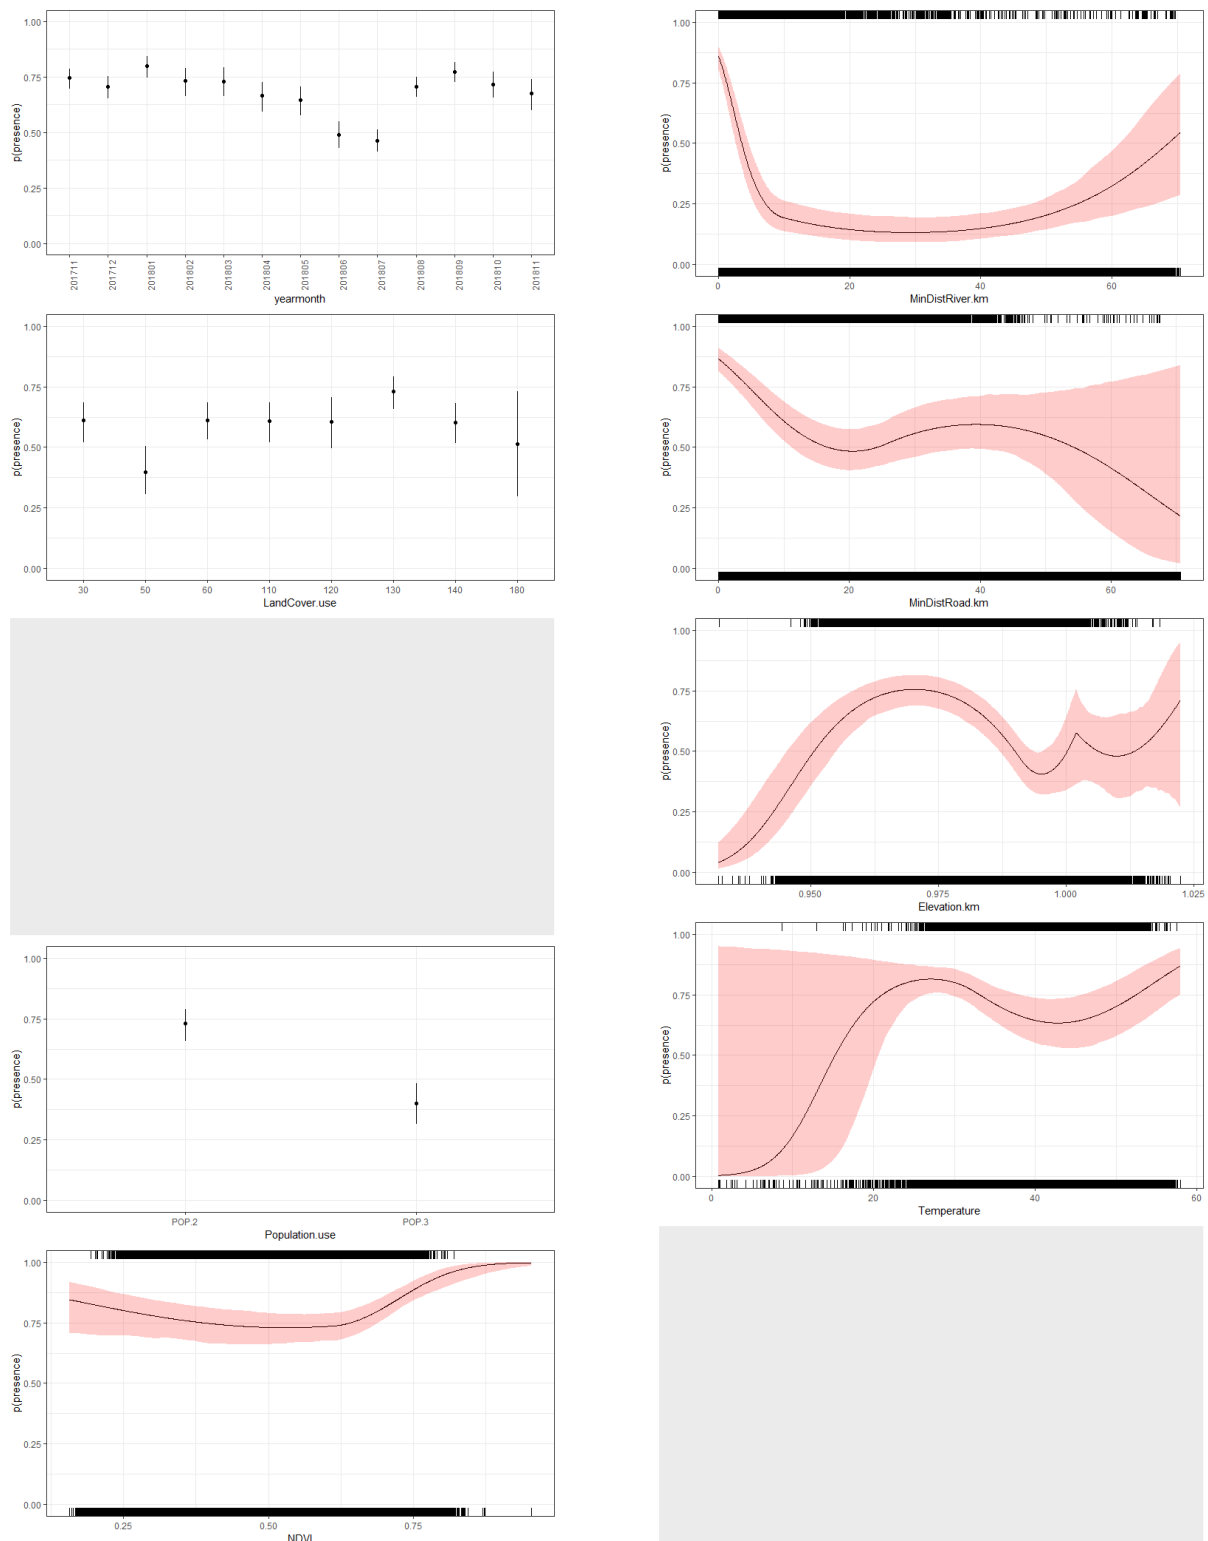 1.00
0.75
0.50
0.25
0.00
p(presence)
201711
201712
201801
201802
201803
201804
201805
201806
201807
201808
201809
201810
201811
yearmonth
1.00
0.75
0.50
0.25
0.00
p(presence)
0 20 40 60
MinDistRiver.km
1.00
0.75
0.50
0.25
0.00
p(presence)
30 50 60 110 120 130 140 180
LandCover.use
1.00
0.75
0.50
0.25
0.00
p(presence)
0 20 40 60
MinDistRoad.km
1.00
0.75
0.50
0.25
0.00
p(presence)
0.950 0.975 1.000 1.025
Elevation.km
1.00
0.75
0.50
0.25
0.00
p(presence)
POP.2 POP.3
Population.use
1.00
0.75
0.50
0.25
0.00
p(presence)
0 20 40 60
Temperature
1.00
0.75
0.50
0.25
0.00
p(presence)
0.25 0.50 0.75
NDVI